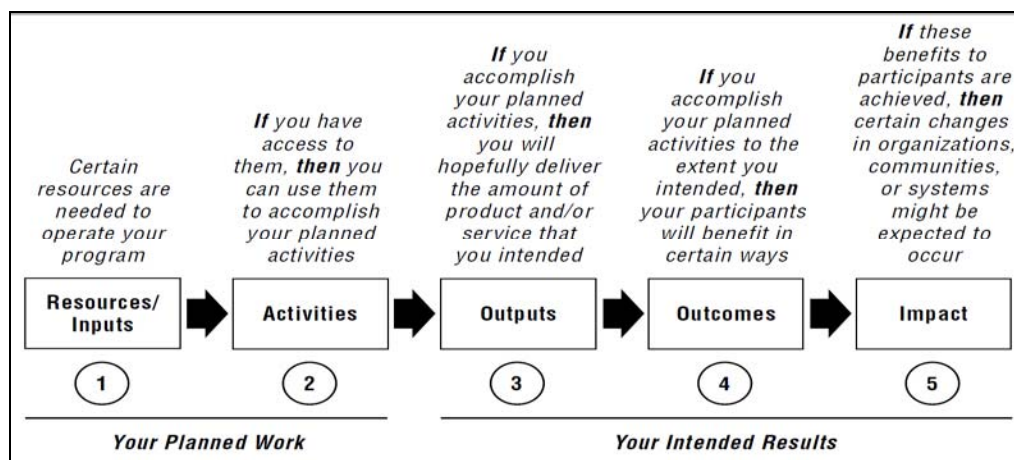 Certain
resources are
needed to
operate your
program
If you have
access to
them, then you
can use them
to accomplish
your planned
activities
If you
accomplish
your planned
activities, then
you will
hopefully deliver
the amount of
product and/or
service that
you intended
If you
accomplish
your planned
activities to the
extent you
intended, then
your participants
will benefit in
certain ways
If these
benefits to
participants are
achieved, then
certain changes
in organizations,
communities,
or systems
might be
expected to
occur
Resources/
Inputs
Activities
Outputs
Outcomes
Impact
1
2
3
4
5
Your Planned Work
Your Intended Results